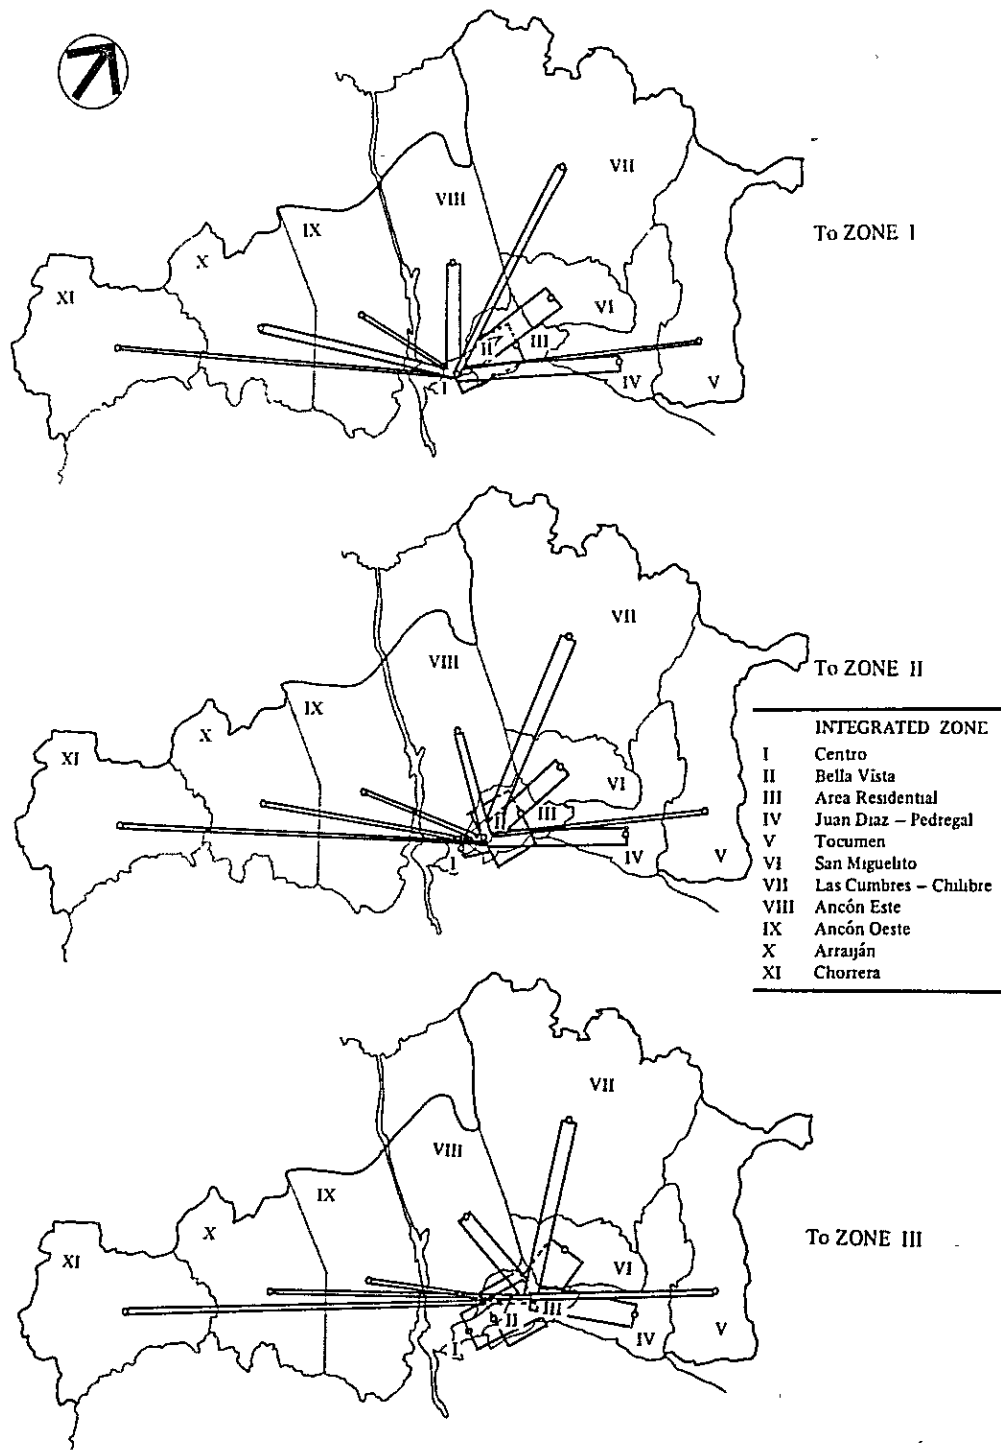 VII
To ZONE I
VIII
IX
X
XI
VI
II
III
I
IV
V
VII
To ZONE II
VIII
IX
X
XI
VI
II
III
I
IV
V
INTEGRATED ZONE
I Centro
II Bella Vista
III Area Residential
IV Juan Diaz – Pedregal
V Tocumen
VI San Miguelito
VII Las Cumbres – Chilibre
VIII Ancón Este
IX Ancón Oeste
X Arraiján
XI Chorrera
VII
VIII
IX
X
To ZONE III
XI
VI
III
II
I
IV
V